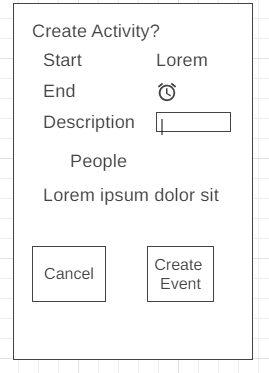 Create Activity?
Start Lorem
End
Description
People
Lorem ipsum dolor sit
Cancel
Create
Event